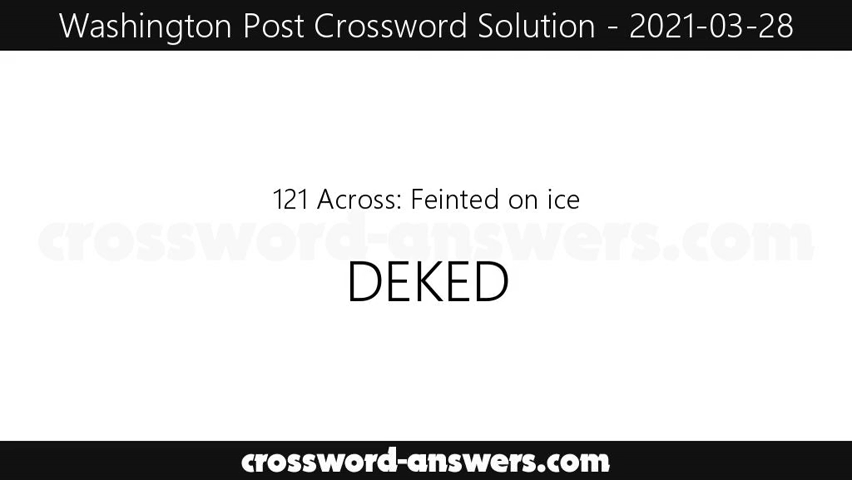 Washington Post Crossword Solution - 2021-03-28
121 Across: Feinted on ice
crossword-answers.com
DEKED
crossword-answers.com